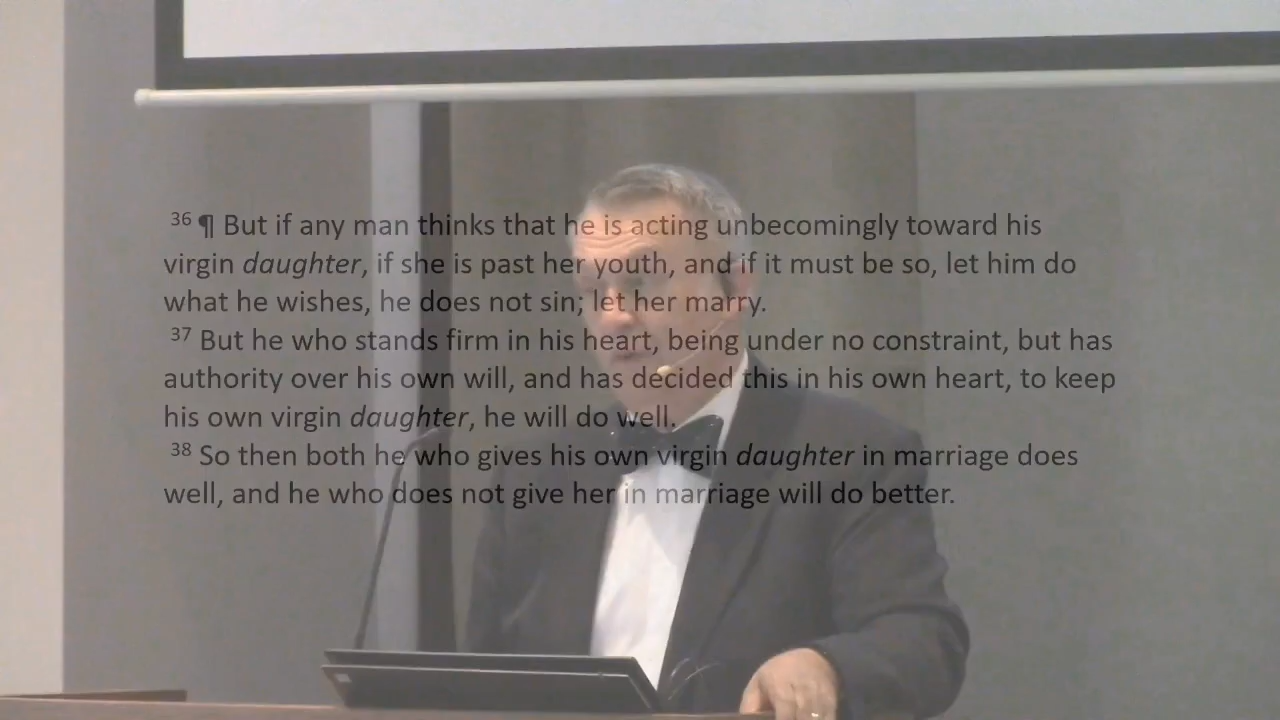 36 ¶ But if any man thinks that he is acting unbecomingly toward his
virgin daughter, if she is past her youth, and if it must be so, let him do
what he wishes, he does not sin; let her marry.
37 But he who stands firm in his heart, being under no constraint, but has
authority over his own will, and has decided this in his own heart, to keep
his own virgin daughter, he will do well.
38 So then both he who gives his own virgin daughter in marriage does
well, and he who does not give her in marriage will do better.